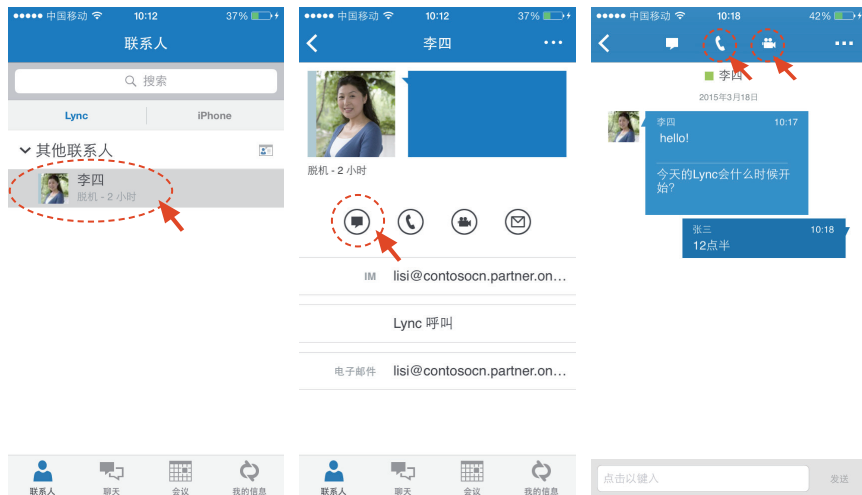 中国移动 10:12 37%
联系人
搜索
Lync iPhone
其他联系人
李四
脱机 - 2 小时
联系人 聊天 会议 我的信息
中国移动 10:12 37%
李四
脱机 - 2 小时
IM lisi@contosocn.partner.on...
Lync 呼叫
电子邮件 lisi@contosocn.partner.on...
联系人 聊天 会议 我的信息
中国移动 10:18 42%
李四
2015年3月18日
李四 10:17
hello!
今天的Lync会什么时候开
始?
张三 10:18
12点半
点击以键入 发送